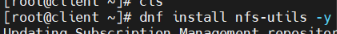 [root@client ~]# cls
[root@client ~]# dnf install nfs-utils -y
Updating Subscription Management repositor